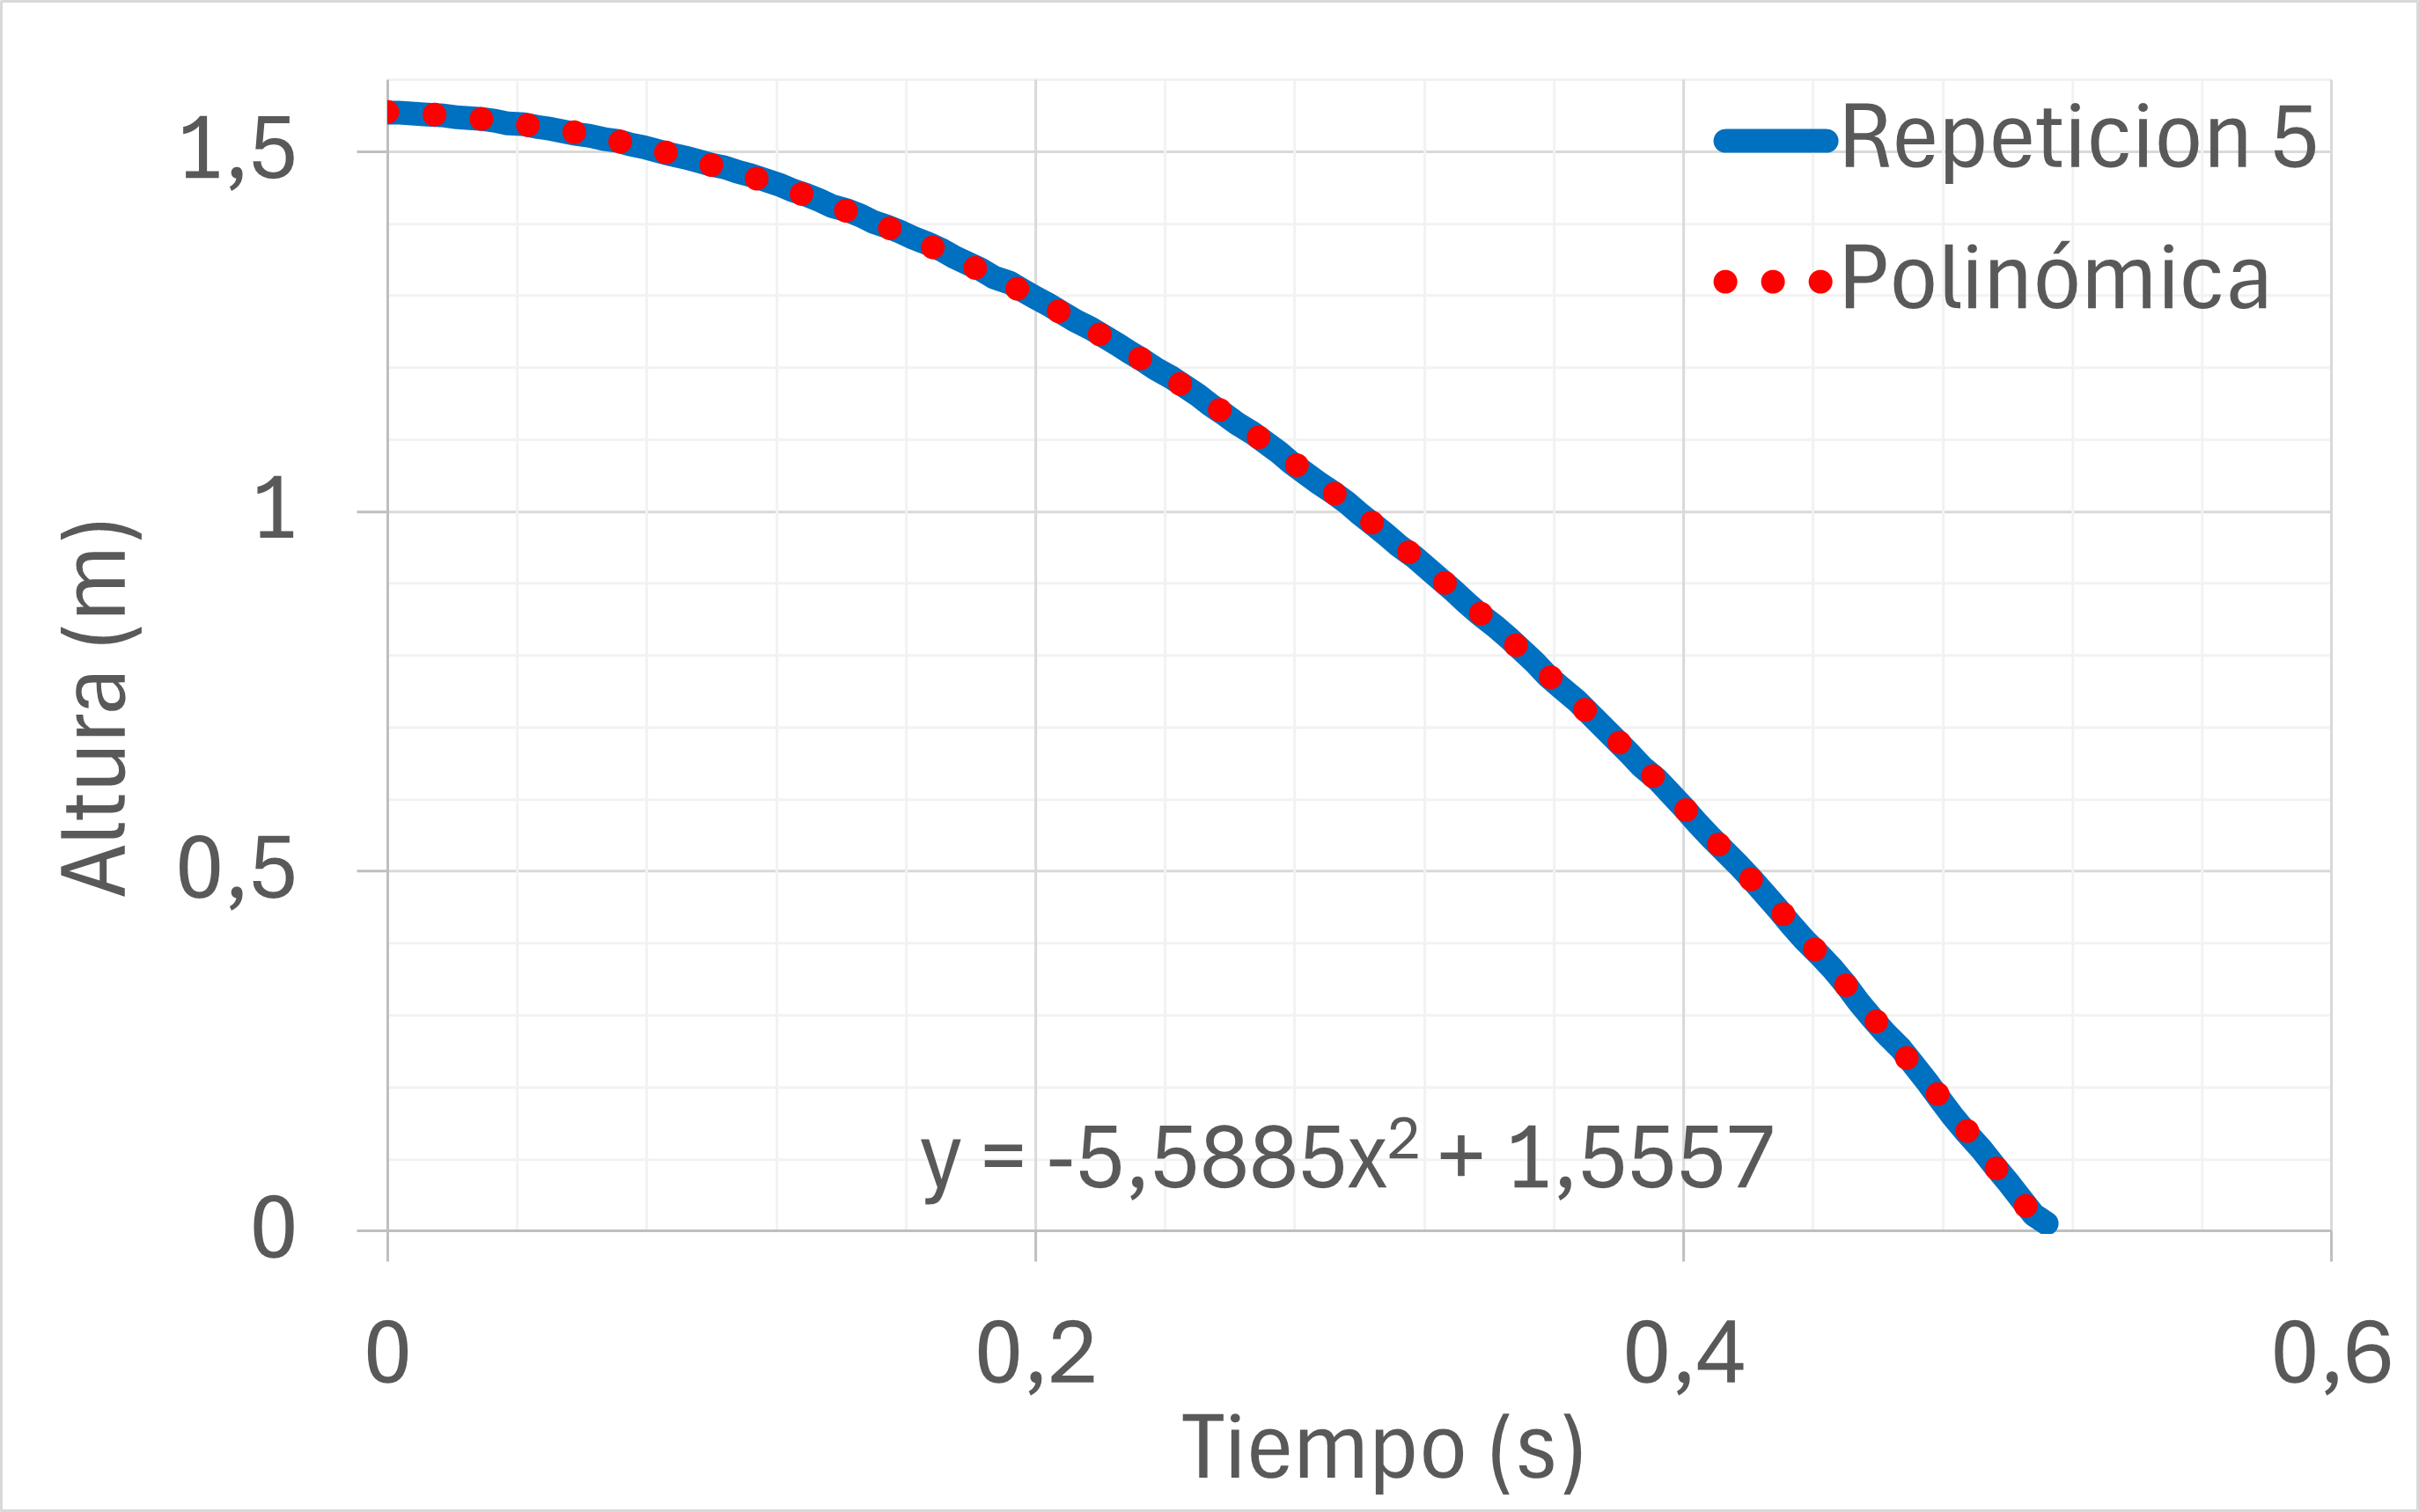 Repeticion 5
Polinómica
1,5
1
0,5
0
Altura (m)
y = -5,5885x² + 1,5557
0
0,2
0,4
0,6
Tiempo (s)